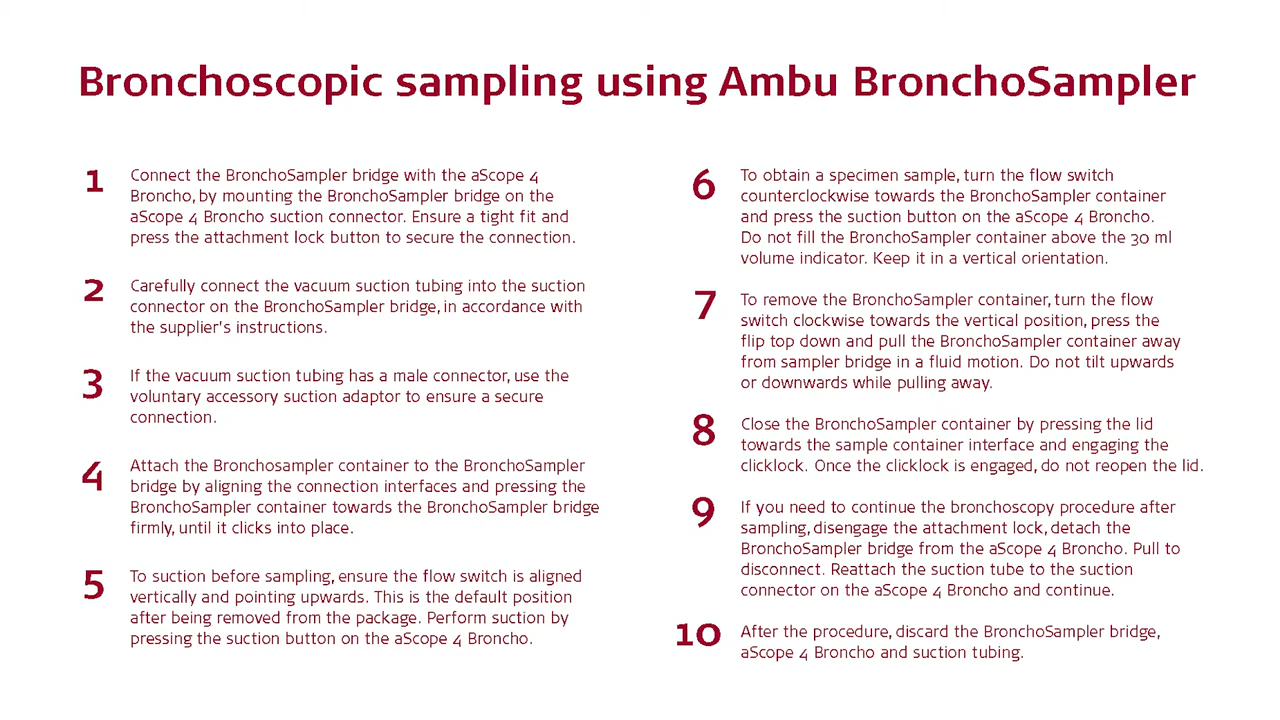 Bronchoscopic sampling using Ambu BronchoSampler
1
Connect the BronchoSampler bridge with the aScope 4
Broncho, by mounting the BronchoSampler bridge on the
aScope 4 Broncho suction connector. Ensure a tight fit and
press the attachment lock button to secure the connection.
2
Carefully connect the vacuum suction tubing into the suction
connector on the BronchoSampler bridge, in accordance with
the supplier's instructions.
3
If the vacuum suction tubing has a male connector, use the
voluntary accessory suction adaptor to ensure a secure
connection.
4
Attach the Bronchosampler container to the BronchoSampler
bridge by aligning the connection interfaces and pressing the
BronchoSampler container towards the BronchoSampler bridge
firmly, until it clicks into place.
5
To suction before sampling, ensure the flow switch is aligned
vertically and pointing upwards. This is the default position
after being removed from the package. Perform suction by
pressing the suction button on the aScope 4 Broncho.
6
To obtain a specimen sample, turn the flow switch
counterclockwise towards the BronchoSampler container
and press the suction button on the aScope 4 Broncho.
Do not fill the BronchoSampler container above the 30 ml
volume indicator. Keep it in a vertical orientation.
7
To remove the BronchoSampler container, turn the flow
switch clockwise towards the vertical position, press the
flip top down and pull the BronchoSampler container away
from sampler bridge in a fluid motion. Do not tilt upwards
or downwards while pulling away.
8
Close the BronchoSampler container by pressing the lid
towards the sample container interface and engaging the
clicklock. Once the clicklock is engaged, do not reopen the lid.
9
If you need to continue the bronchoscopy procedure after
sampling, disengage the attachment lock, detach the
BronchoSampler bridge from the aScope 4 Broncho. Pull to
disconnect. Reattach the suction tube to the suction
connector on the aScope 4 Broncho and continue.
10
After the procedure, discard the BronchoSampler bridge,
aScope 4 Broncho and suction tubing.